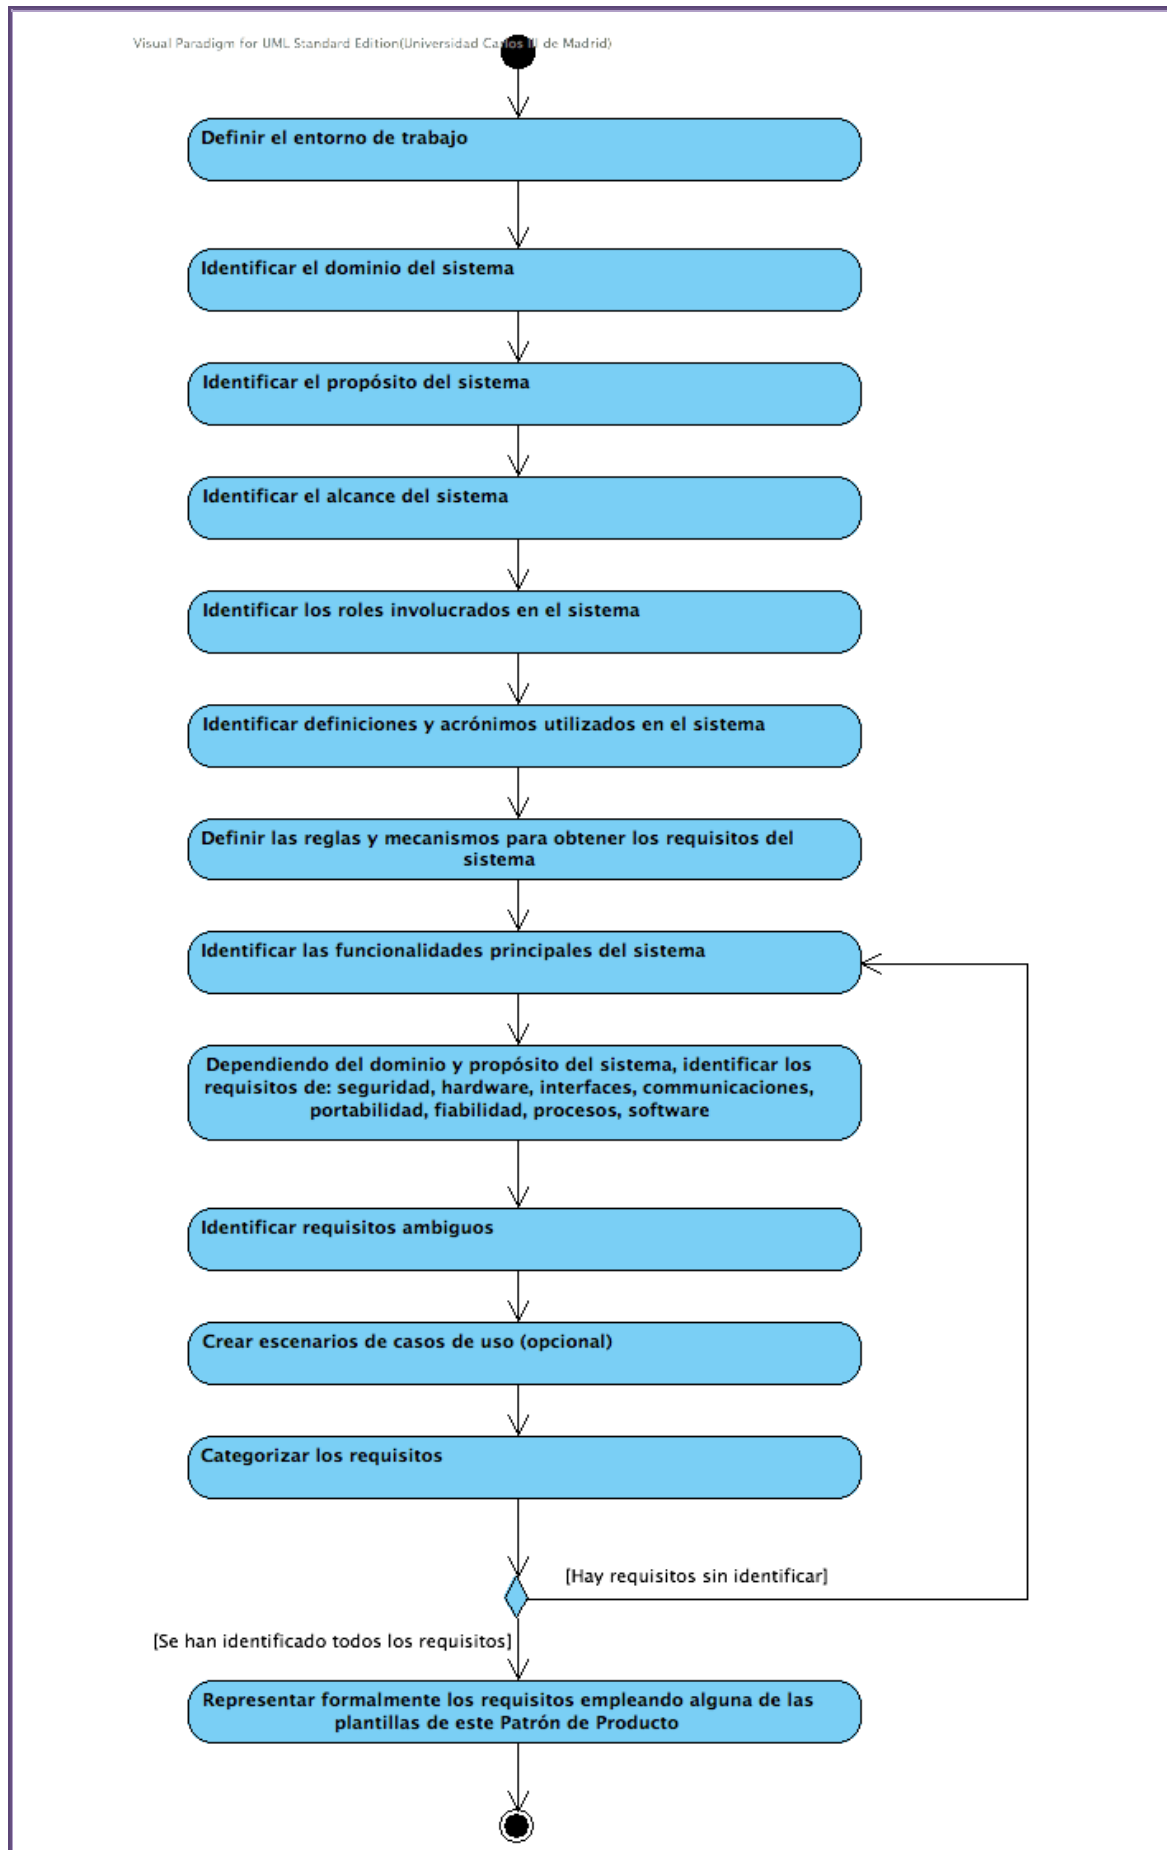 Visual Paradigm for UML Standard Edition(Universidad Carlos III de Madrid)
Definir el entorno de trabajo
Identificar el dominio del sistema
Identificar el propósito del sistema
Identificar el alcance del sistema
Identificar los roles involucrados en el sistema
Identificar definiciones y acrónimos utilizados en el sistema
Definir las reglas y mecanismos para obtener los requisitos del
sistema
Identificar las funcionalidades principales del sistema
Dependiendo del dominio y propósito del sistema, identificar los
requisitos de: seguridad, hardware, interfaces, communicaciones,
portabilidad, fiabilidad, procesos, software
Identificar requisitos ambiguos
Crear escenarios de casos de uso (opcional)
Categorizar los requisitos
[Hay requisitos sin identificar]
[Se han identificado todos los requisitos]
Representar formalmente los requisitos empleando alguna de las
plantillas de este Patrón de Producto